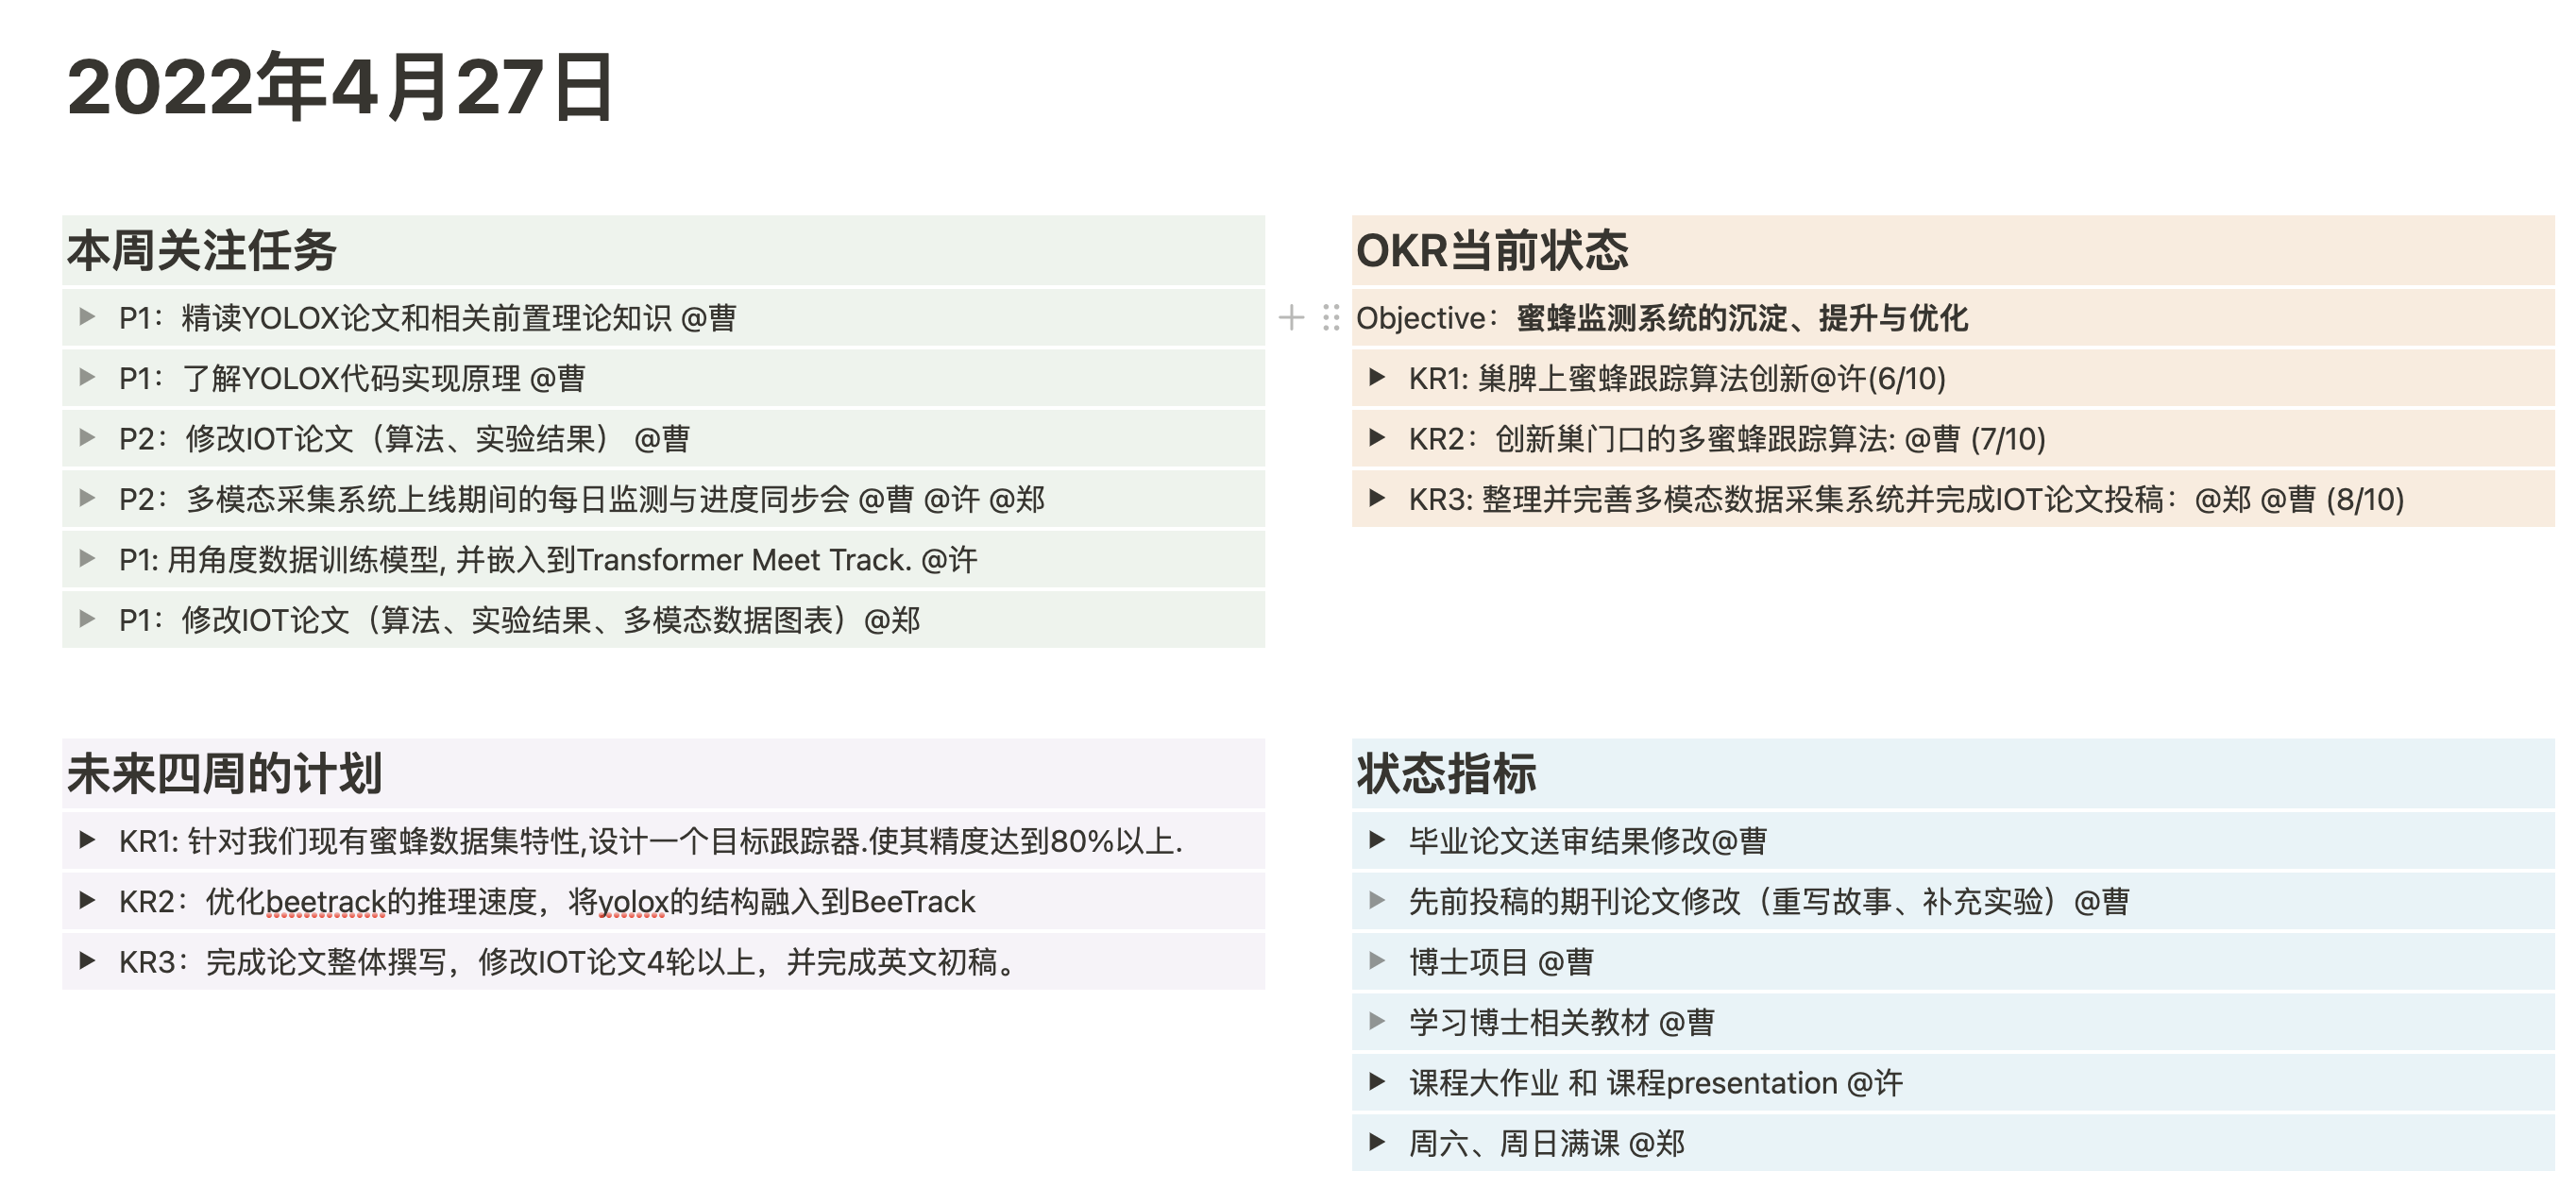 2022年4月27日
本周关注任务
P1：精读YOLOX论文和相关前置理论知识 @曹
P1：了解YOLOX代码实现原理 @曹
P2：修改IOT论文（算法、实验结果） @曹
P2：多模态采集系统上线期间的每日监测与进度同步会 @曹 @许 @郑
P1: 用角度数据训练模型, 并嵌入到Transformer Meet Track. @许
P1：修改IOT论文（算法、实验结果、多模态数据图表）@郑
OKR当前状态
Objective：蜜蜂监测系统的沉淀、提升与优化
KR1: 巢脾上蜜蜂跟踪算法创新@许(6/10)
KR2：创新巢门口的多蜜蜂跟踪算法: @曹 (7/10)
KR3: 整理并完善多模态数据采集系统并完成IOT论文投稿：@郑 @曹 (8/10)
未来四周的计划
KR1: 针对我们现有蜜蜂数据集特性,设计一个目标跟踪器.使其精度达到80%以上.
KR2：优化beetrack的推理速度，将yolox的结构融入到BeeTrack
KR3：完成论文整体撰写，修改IOT论文4轮以上，并完成英文初稿。
状态指标
毕业论文送审结果修改@曹
先前投稿的期刊论文修改（重写故事、补充实验）@曹
博士项目 @曹
学习博士相关教材 @曹
课程大作业 和 课程presentation @许
周六、周日满课 @郑